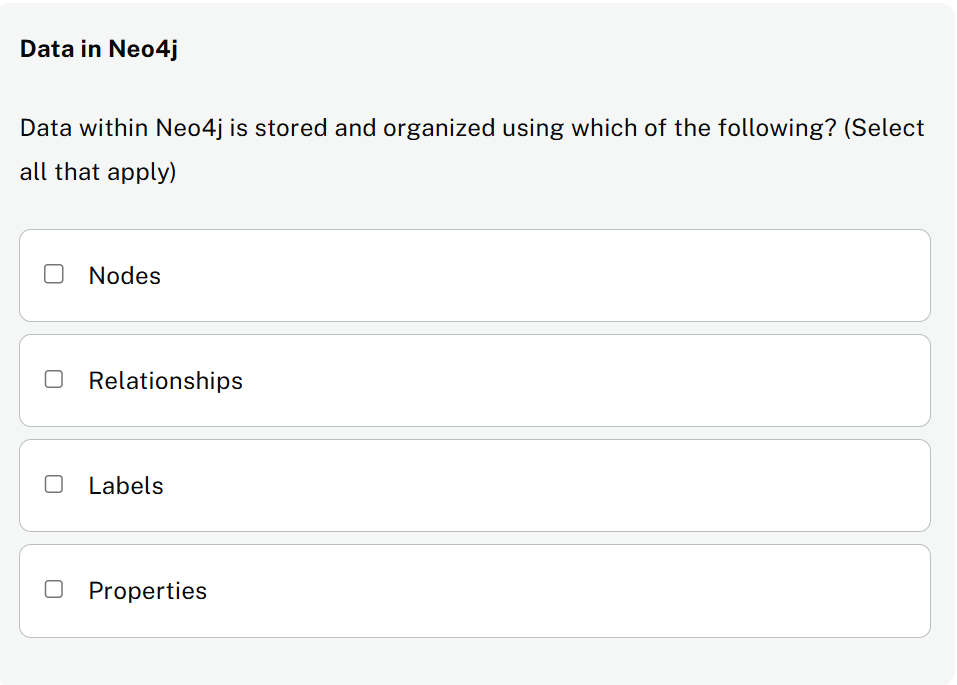 Data in Neo4j
Data within Neo4j is stored and organized using which of the following? (Select
all that apply)
Nodes
Relationships
Labels
Properties